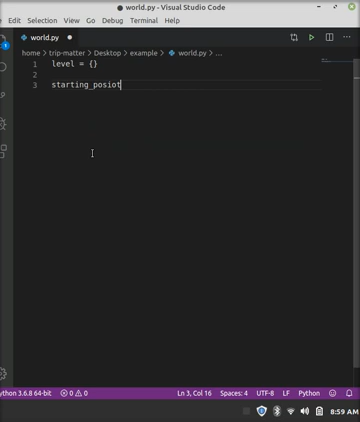 world.py - Visual Studio Code
Edit Selection View Go Debug Terminal Help
world.py
home > trip-matter > Desktop > example > world.py > ...
1 level = {}
2
3 starting_posiot
ython 3.6.8 64-bit 0 0 Ln 3, Col 16 Spaces: 4 UTF-8 LF Python
8:59 AM